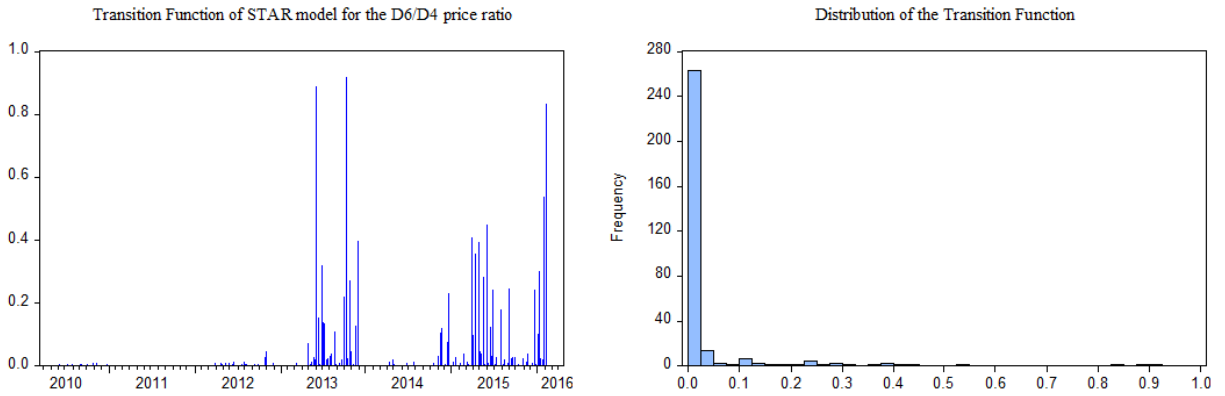 Transition Function of STAR model for the D6/D4 price ratio
1.0
0.8
0.6
0.4
0.2
0.0
2010 2011 2012 2013 2014 2015 2016
Distribution of the Transition Function
280
240
200
160
120
80
40
0
Frequency
0.0 0.1 0.2 0.3 0.4 0.5 0.6 0.7 0.8 0.9 1.0